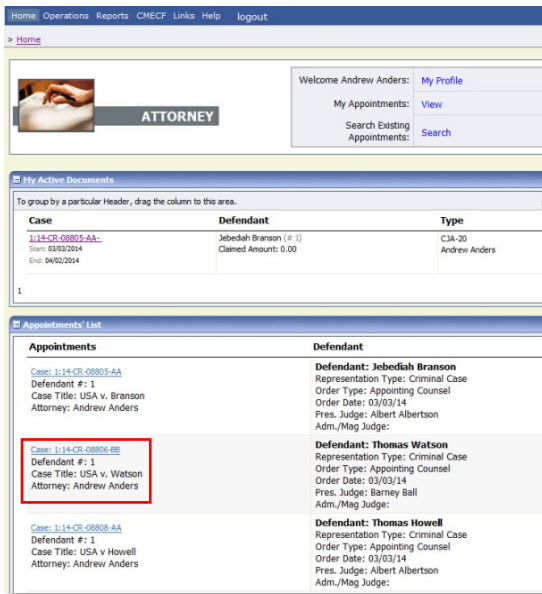 Home Operations Reports CMECF Links Help logout
> Home
ATTORNEY
Welcome Andrew Anders: My Profile
My Appointments: View
Search Existing
Appointments: Search
My Active Documents
To group by a particular Header, drag the column to this area.
Case Defendant Type
1:14-CR-08805-AA- Jebediah Branson (# 1) CJA-20
Start: 03/03/2014 Claimed Amount: 0.00 Andrew Anders
End: 04/02/2014
1
Appointments' List
Appointments Defendant
Case: 1:14-CR-08805-AA
Defendant #: 1
Case Title: USA v. Branson
Attorney: Andrew Anders
Defendant: Jebediah Branson
Representation Type: Criminal Case
Order Type: Appointing Counsel
Order Date: 03/03/14
Pres. Judge: Albert Albertson
Adm./Mag Judge:
Case: 1:14-CR-08806-BB
Defendant #: 1
Case Title: USA v. Watson
Attorney: Andrew Anders
Defendant: Thomas Watson
Representation Type: Criminal Case
Order Type: Appointing Counsel
Order Date: 03/03/14
Pres. Judge: Barney Ball
Adm./Mag Judge:
Case: 1:14-CR-08808-AA
Defendant #: 1
Case Title: USA v Howell
Attorney: Andrew Anders
Defendant: Thomas Howell
Representation Type: Criminal Case
Order Type: Appointing Counsel
Order Date: 03/03/14
Pres. Judge: Albert Albertson
Adm./Mag Judge: